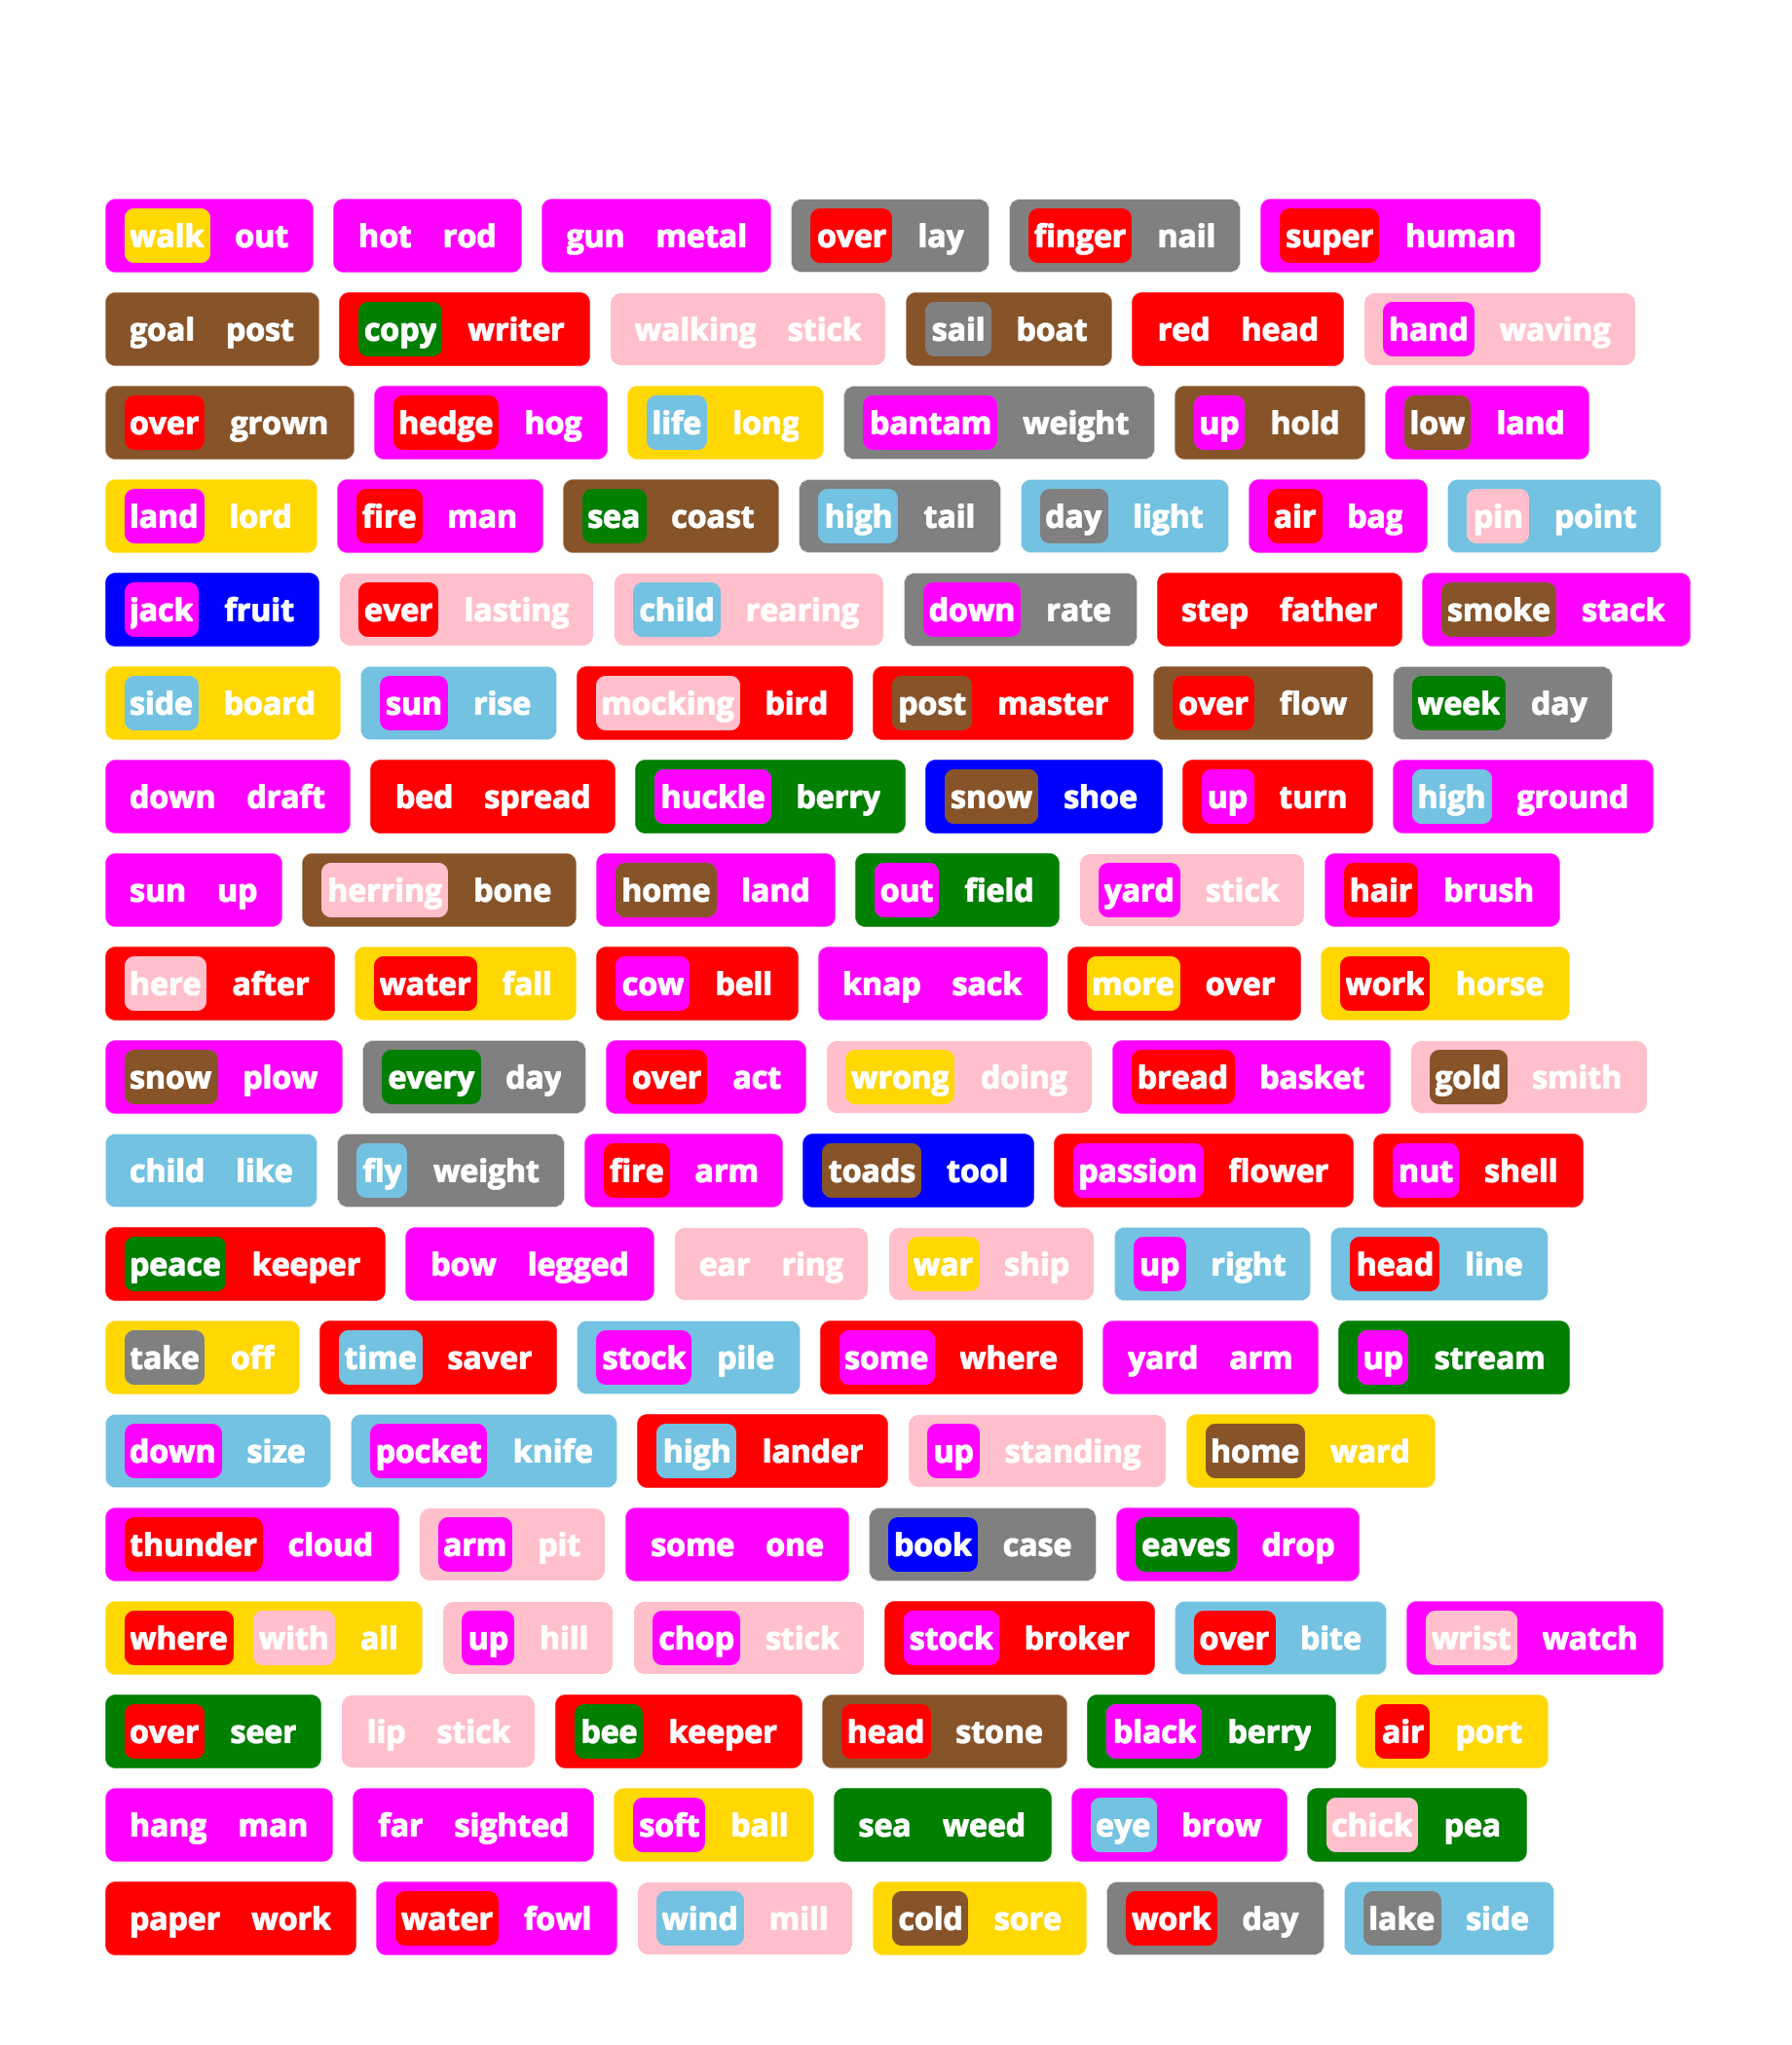 walk out hot rod gun metal over lay finger nail super human
goal post copy writer walking stick sail boat red head hand waving
over grown hedge hog life long bantam weight up hold low land
land lord fire man sea coast high tail day light air bag pin point
jack fruit ever lasting child rearing down rate step father smoke stack
side board sun rise mocking bird post master over flow week day
down draft bed spread huckle berry snow shoe up turn high ground
sun up herring bone home land out field yard stick hair brush
here after water fall cow bell knap sack more over work horse
snow plow every day over act wrong doing bread basket gold smith
child like fly weight fire arm toads tool passion flower nut shell
peace keeper bow legged ear ring war ship up right head line
take off time saver stock pile some where yard arm up stream
down size pocket knife high lander up standing home ward
thunder cloud arm pit some one book case eaves drop
where with all up hill chop stick stock broker over bite wrist watch
over seer lip stick bee keeper head stone black berry air port
hang man far sighted soft ball sea weed eye brow chick pea
paper work water fowl wind mill cold sore work day lake side